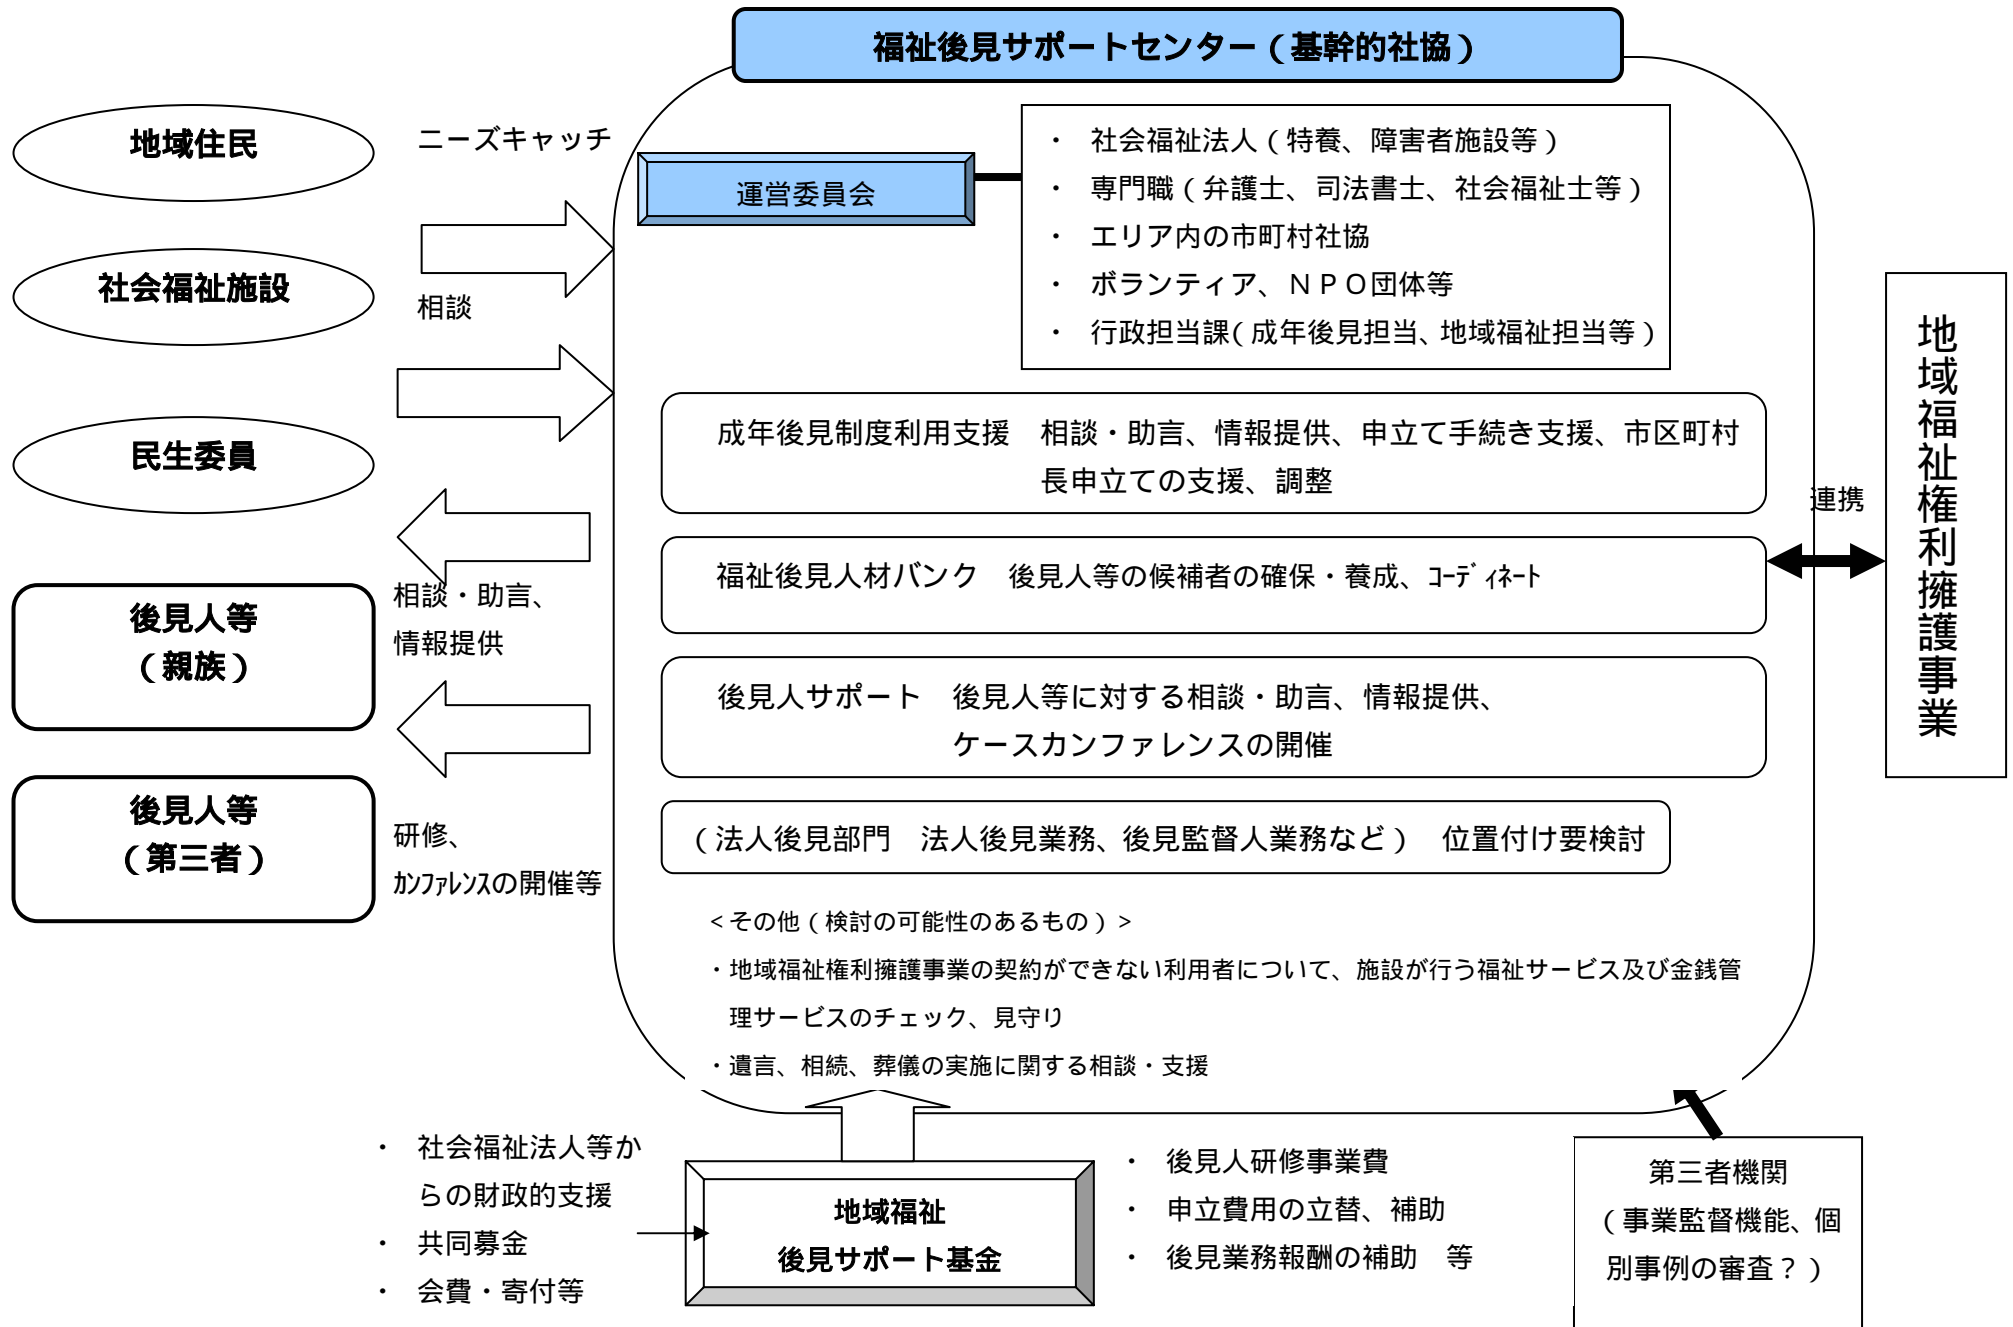 福祉後見サポートセンター(基幹的社協)
地域住民
社会福祉施設
民生委員
後見人等
(親族)
後見人等
(第三者)
ニーズキャッチ
相談
相談・助言、
情報提供
研修、
ｶﾝﾌｧﾚﾝｽの開催等
運営委員会
・ 社会福祉法人(特養、障害者施設等)
・ 専門職(弁護士、司法書士、社会福祉士等)
・ エリア内の市町村社協
・ ボランティア、ＮＰＯ団体等
・ 行政担当課(成年後見担当、地域福祉担当等)
成年後見制度利用支援　相談・助言、情報提供、申立て手続き支援、市区町村
長申立ての支援、調整
福祉後見人材バンク　後見人等の候補者の確保・養成、ｺｰﾃﾞｨﾈｰﾄ
後見人サポート　後見人等に対する相談・助言、情報提供、
ケースカンファレンスの開催
(法人後見部門　法人後見業務、後見監督人業務など)　位置付け要検討
<その他(検討の可能性のあるもの)>
・地域福祉権利擁護事業の契約ができない利用者について、施設が行う福祉サービス及び金銭管
理サービスのチェック、見守り
・遺言、相続、葬儀の実施に関する相談・支援
連携
地域福祉権利擁護事業
・ 社会福祉法人等か
らの財政的支援
・ 共同募金
・ 会費・寄付等
地域福祉
後見サポート基金
・ 後見人研修事業費
・ 申立費用の立替、補助
・ 後見業務報酬の補助　等
第三者機関
(事業監督機能、個
別事例の審査？)